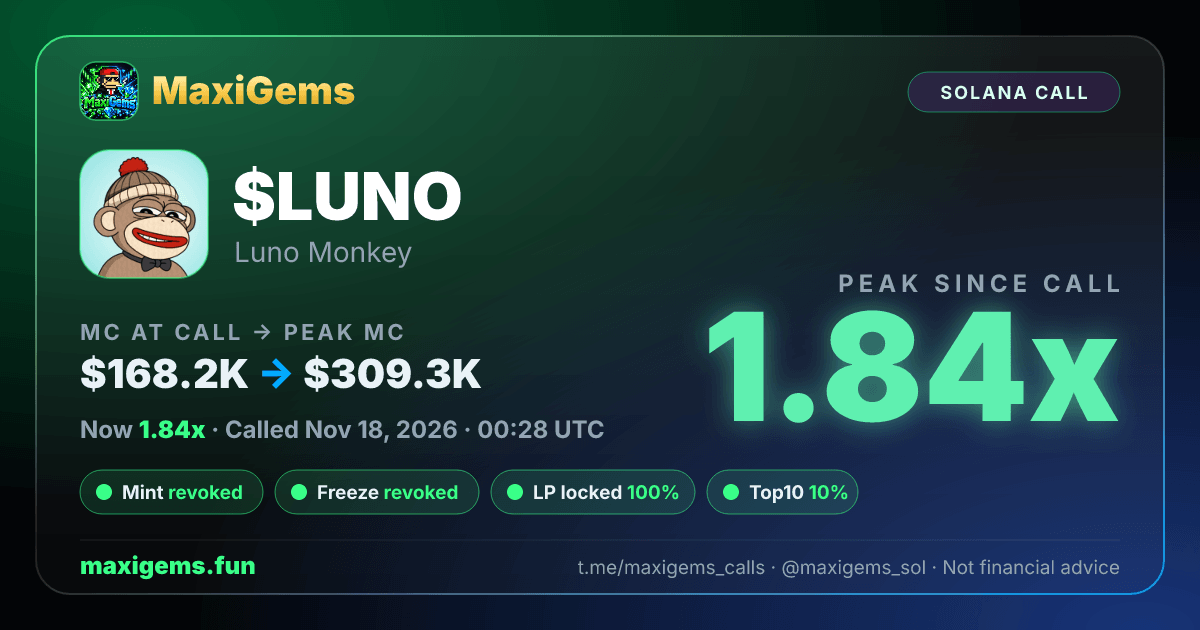 MaxiGems
MaxiGems
SOLANA CALL
$LUNO
Luno Monkey
PEAK SINCE CALL
1.84x
MC AT CALL → PEAK MC
$168.2K → $309.3K
Now 1.84x · Called Nov 18, 2026 · 00:28 UTC
Mint revoked
Freeze revoked
LP locked 100%
Top10 10%
maxigems.fun
t.me/maxigems_calls · @maxigems_sol · Not financial advice